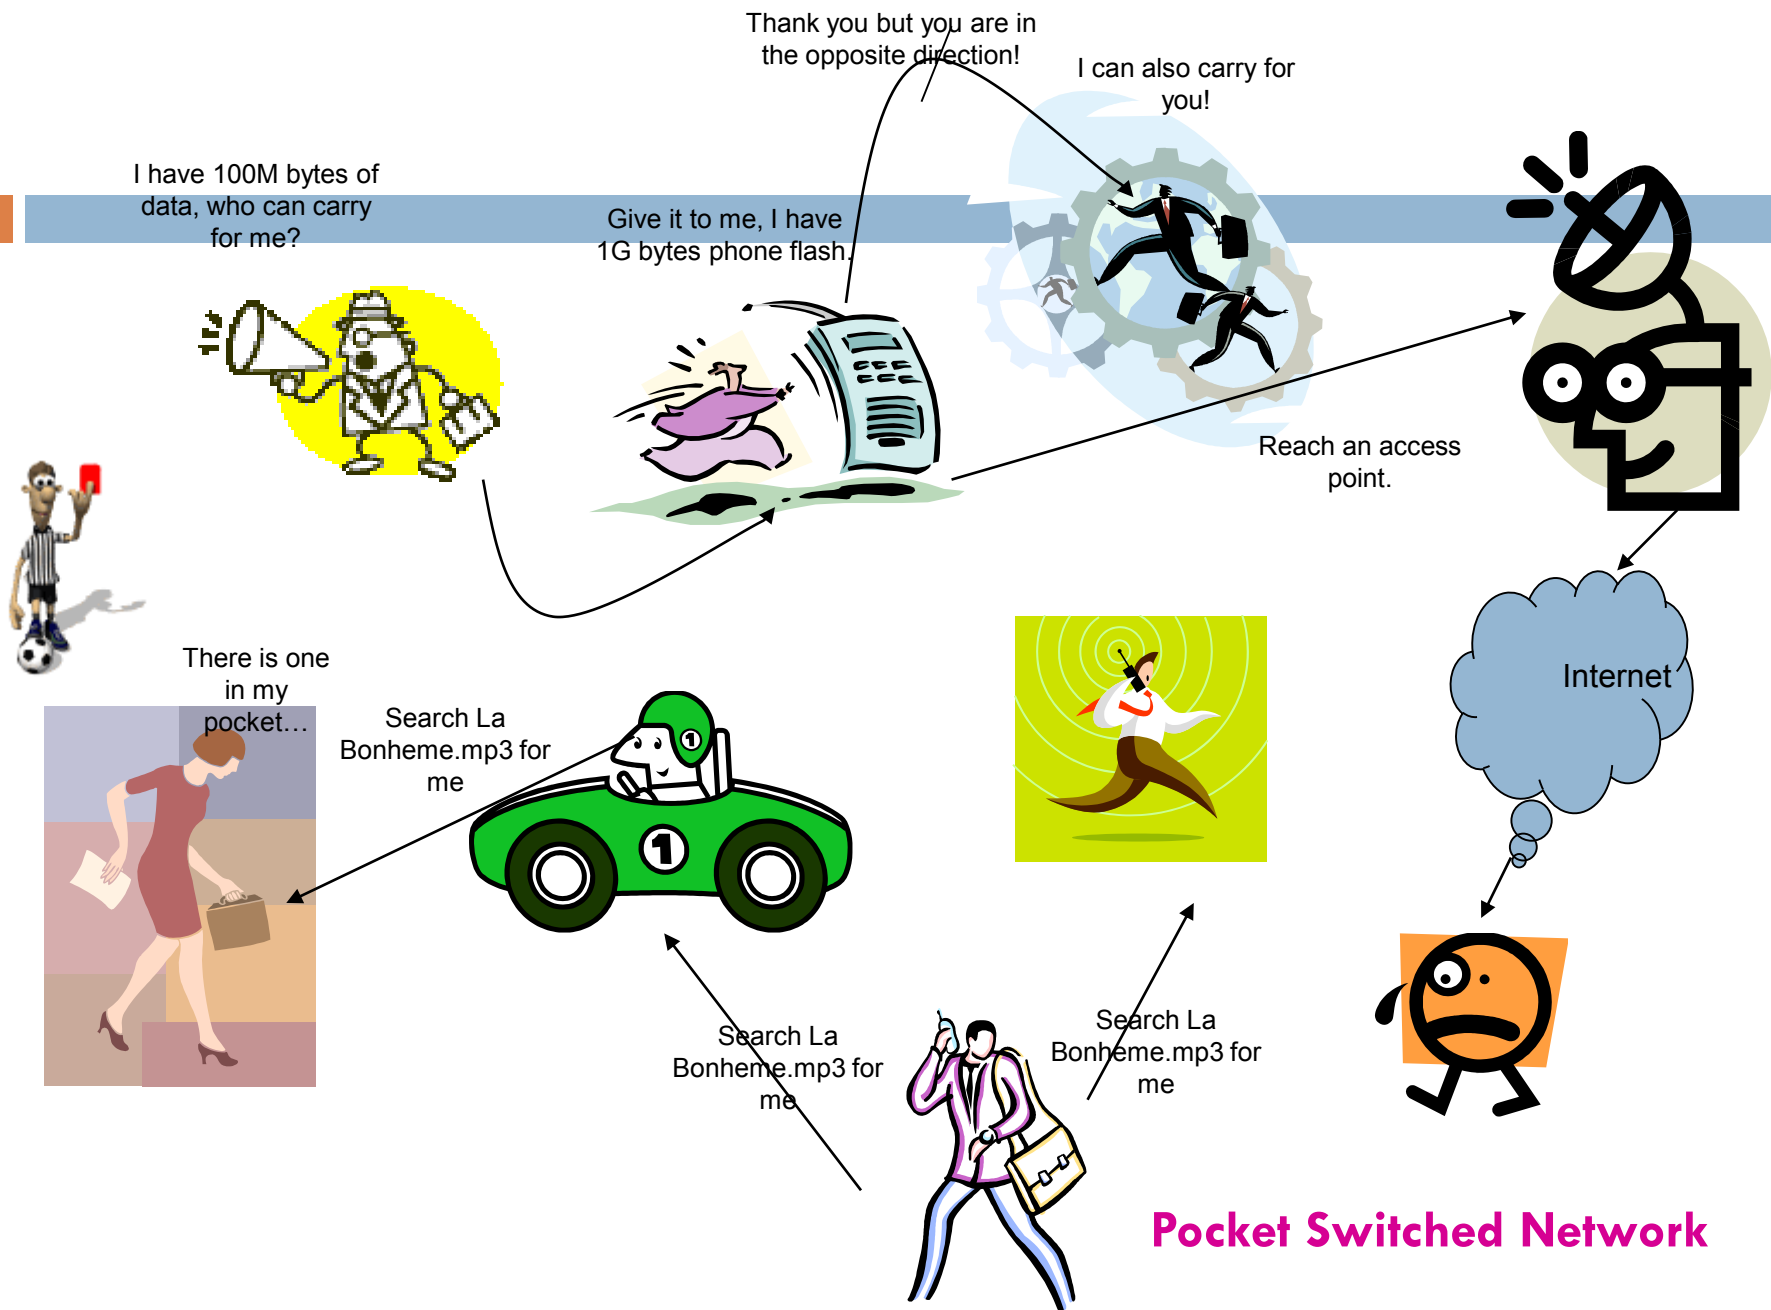 Thank you but you are in
the opposite direction!
I can also carry for
you!
I have 100M bytes of
data, who can carry
for me?
Give it to me, I have
1G bytes phone flash.
Reach an access
point.
Internet
There is one
in my
pocket…
Search La
Bonheme.mp3 for
me
1
1
Search La
Bonheme.mp3 for
me
Search La
Bonheme.mp3 for
me
Pocket Switched Network